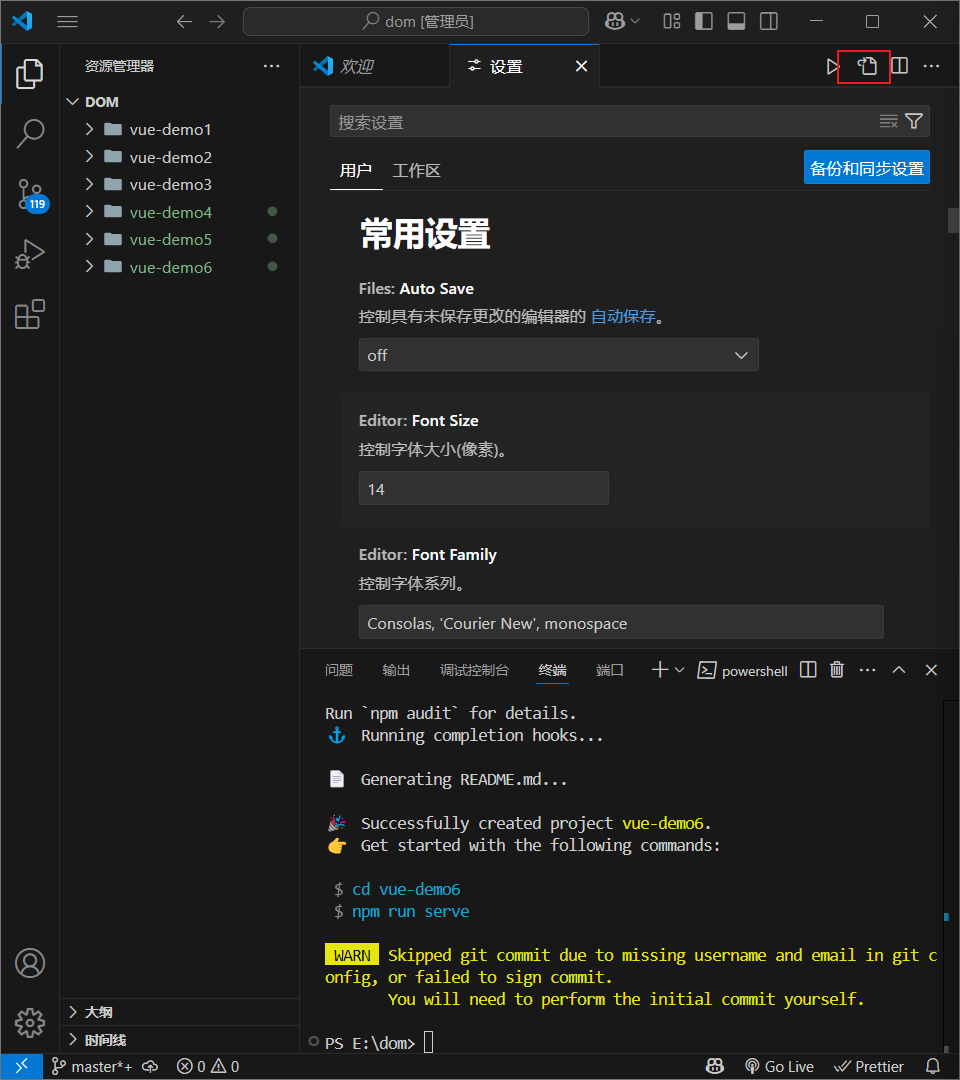 dom [管理员]
资源管理器
欢迎
设置
DOM
vue-demo1
vue-demo2
vue-demo3
vue-demo4
vue-demo5
vue-demo6
119
搜索设置
用户
工作区
备份和同步设置
常用设置
Files: Auto Save
控制具有未保存更改的编辑器的 自动保存。
off
Editor: Font Size
控制字体大小(像素)。
14
Editor: Font Family
控制字体系列。
Consolas, 'Courier New', monospace
问题
输出
调试控制台
终端
端口
powershell
Run `npm audit` for details.
Running completion hooks...
Generating README.md...
Successfully created project vue-demo6.
Get started with the following commands:
$ cd vue-demo6
$ npm run serve
WARN Skipped git commit due to missing username and email in git c
onfig, or failed to sign commit.
You will need to perform the initial commit yourself.
PS E:\dom>
大纲
时间线
master*+
0
0
Go Live
Prettier